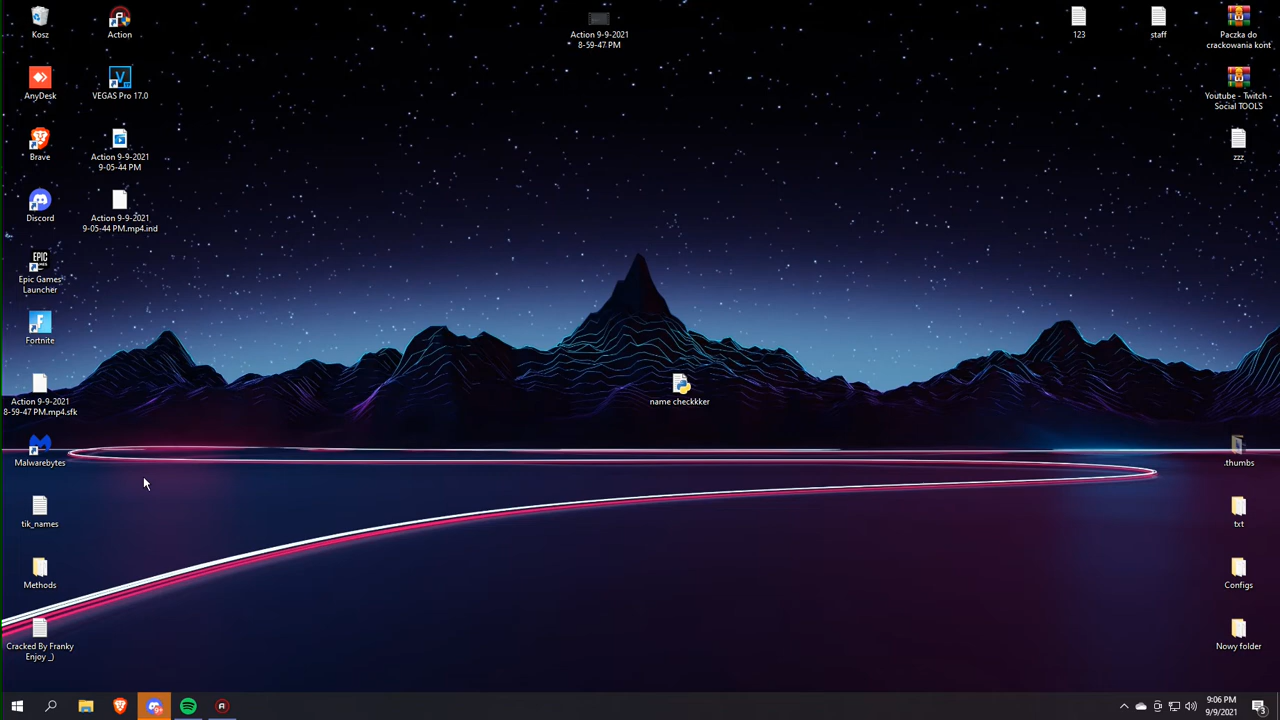 Kosz
Action
AnyDesk
VEGAS Pro 17.0
Brave
Action 9-9-2021
9-05-44 PM
Discord
Action 9-9-2021
9-05-44 PM.mp4.ind
Epic Games
Launcher
Fortnite
Action 9-9-2021
8-59-47 PM.mp4.sfk
Malwarebytes
tik_names
Methods
Cracked By Franky
Enjoy _)
Action 9-9-2021
8-59-47 PM
name checkkker
123
staff
Paczka do
crackowania kont
Youtube - Twitch -
Social TOOLS
zzz
.thumbs
txt
Configs
Nowy folder
9+
9:06 PM
9/9/2021
3